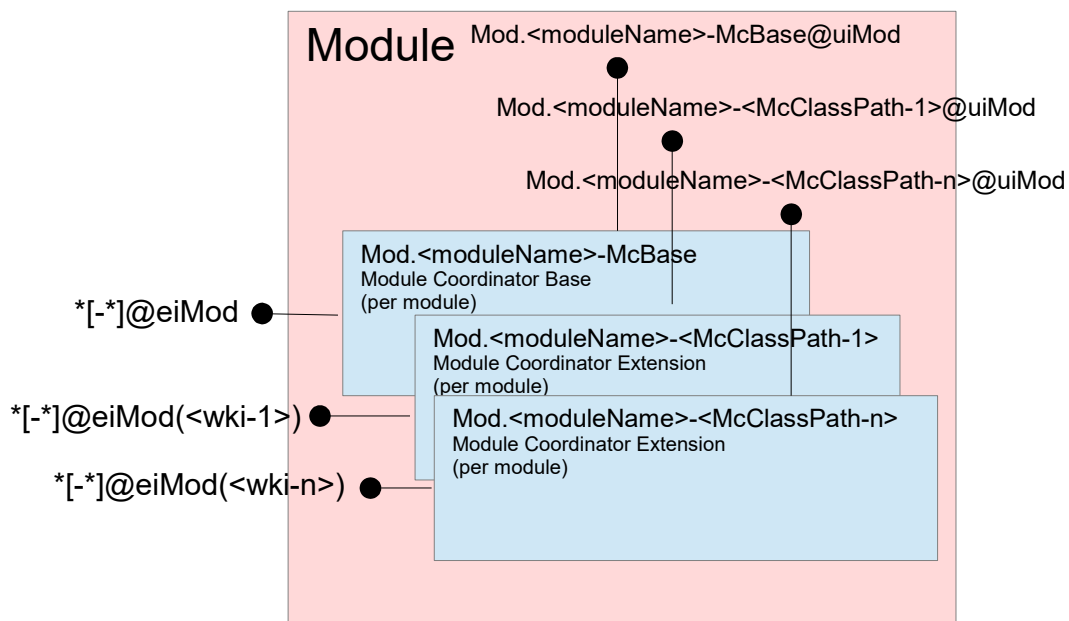 Module
Mod.<moduleName>-McBase@uiMod
Mod.<moduleName>-<McClassPath-1>@uiMod
Mod.<moduleName>-<McClassPath-n>@uiMod
Mod.<moduleName>-McBase
Module Coordinator Base
(per module)
*[-*]@eiMod
Mod.<moduleName>-<McClassPath-1>
Module Coordinator Extension
(per module)
*[-*]@eiMod(<wki-1>)
Mod.<moduleName>-<McClassPath-n>
Module Coordinator Extension
(per module)
*[-*]@eiMod(<wki-n>)